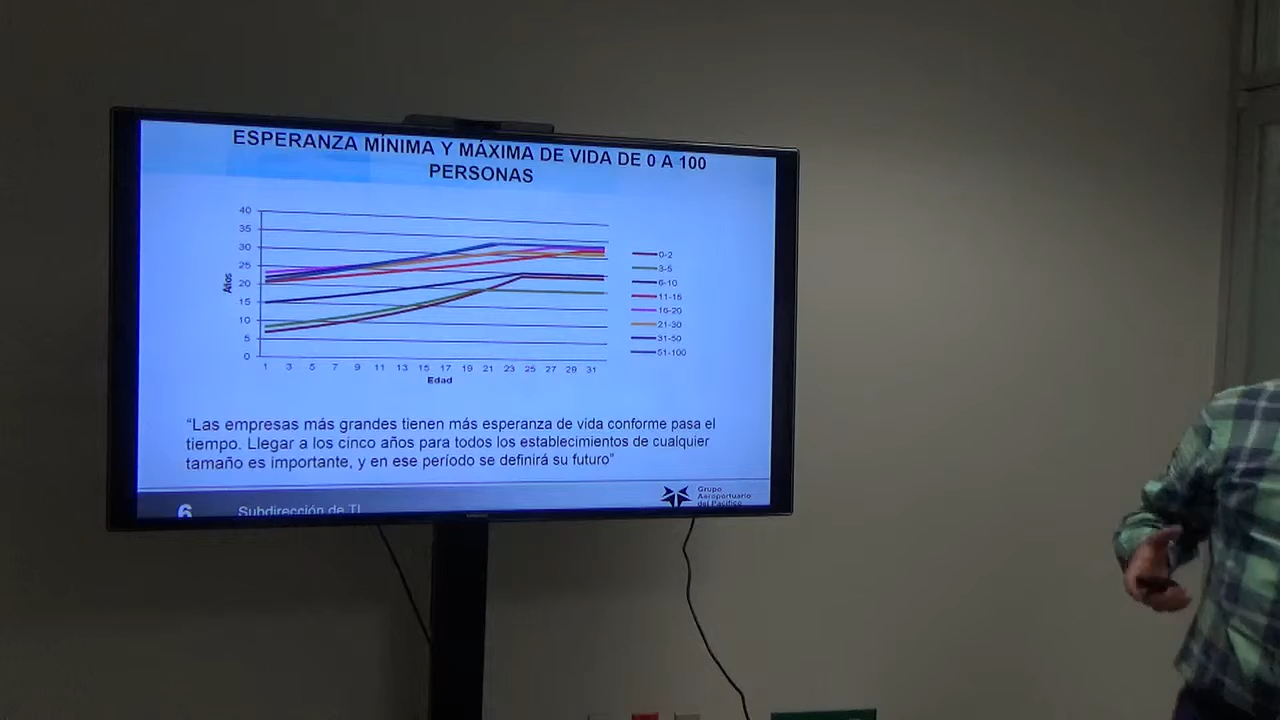 ESPERANZA MÍNIMA Y MÁXIMA DE VIDA DE 0 A 100
PERSONAS
40
35
30
25
20
15
10
5
0
Años
1 3 5 7 9 11 13 15 17 19 21 23 25 27 29 31
Edad
0-2
3-5
6-10
11-15
16-20
21-30
31-50
51-100
“Las empresas más grandes tienen más esperanza de vida conforme pasa el
tiempo. Llegar a los cinco años para todos los establecimientos de cualquier
tamaño es importante, y en ese período se definirá su futuro”
6 Subdirección de TI
Grupo
Aeroportuario
del Pacífico